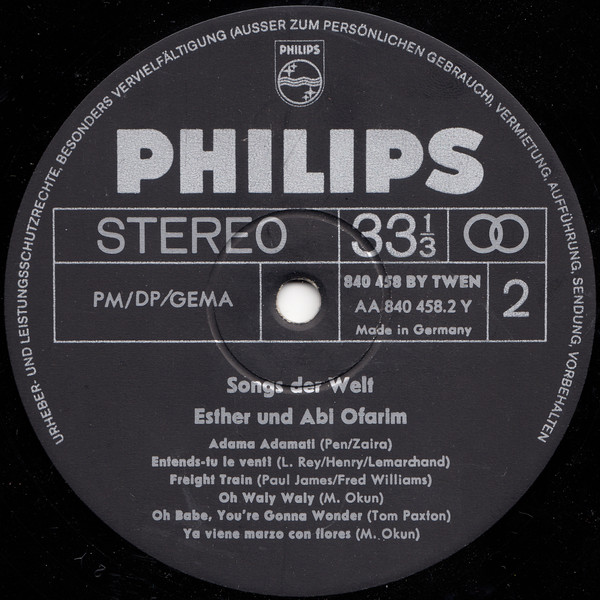 URHEBER- UND LEISTUNGSSCHUTZRECHTE, BESONDERS VERVIELFÄLTIGUNG (AUSSER ZUM PERSÖNLICHEN GEBRAUCH), VERMIETUNG, AUFFÜHRUNG, SENDUNG, VORBEHALTEN
PHILIPS
PHILIPS
STEREO
33 1/3
PM/DP/GEMA
840 458 BY TWEN
AA 840 458.2 Y
Made in Germany
2
Songs der Welt
Esther und Abi Ofarim
Adama Adamati (Pen/Zaira)
Entends-tu le vent? (L. Rey/Henry/Lemarchand)
Freight Train (Paul James/Fred Williams)
Oh Waly Waly (M. Okun)
Oh Babe, You're Gonna Wonder (Tom Paxton)
Ya viene marzo con flores (M. Okun)